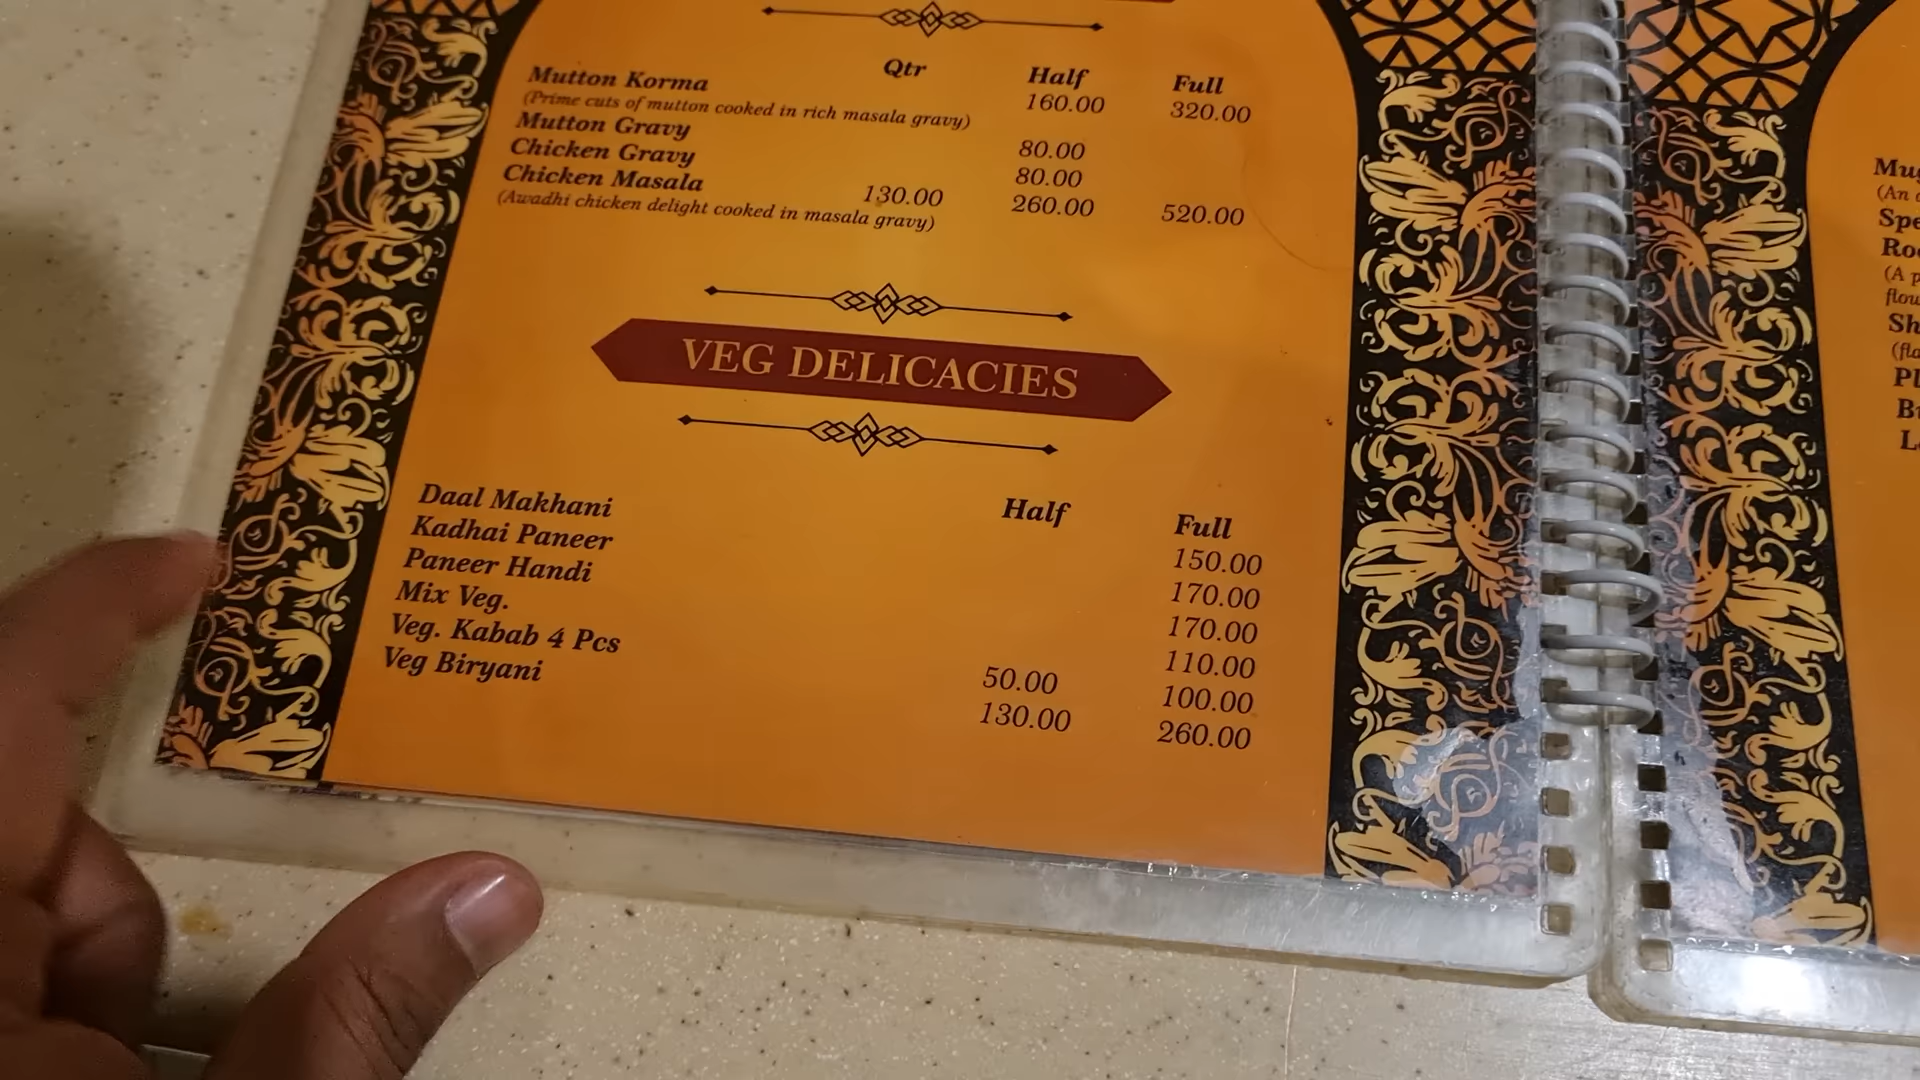 Qtr Half Full
Mutton Korma 160.00 320.00
(Prime cuts of mutton cooked in rich masala gravy)
Mutton Gravy 80.00
Chicken Gravy 80.00
Chicken Masala 130.00 260.00 520.00
(Awadhi chicken delight cooked in masala gravy)
VEG DELICACIES
Half Full
Daal Makhani 150.00
Kadhai Paneer 170.00
Paneer Handi 170.00
Mix Veg. 110.00
Veg. Kabab 4 Pcs 50.00 100.00
Veg Biryani 130.00 260.00
(An
(A p